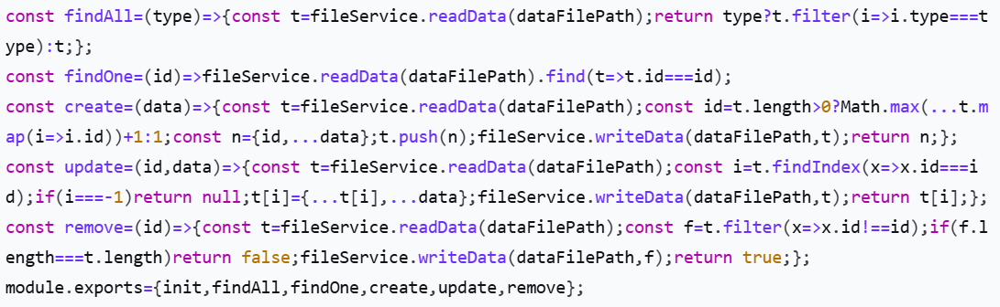 const findAll=(type)=>{const t=fileService.readData(dataFilePath);return type?t.filter(i=>i.type===t
ype):t;};
const findOne=(id)=>fileService.readData(dataFilePath).find(t=>t.id===id);
const create=(data)=>{const t=fileService.readData(dataFilePath);const id=t.length>0?Math.max(...t.m
ap(i=>i.id))+1:1;const n={id,...data};t.push(n);fileService.writeData(dataFilePath,t);return n;};
const update=(id,data)=>{const t=fileService.readData(dataFilePath);const i=t.findIndex(x=>x.id===i
d);if(i===-1)return null;t[i]={...t[i],...data};fileService.writeData(dataFilePath,t);return t[i];};
const remove=(id)=>{const t=fileService.readData(dataFilePath);const f=t.filter(x=>x.id!==id);if(f.l
ength===t.length)return false;fileService.writeData(dataFilePath,f);return true;};
module.exports={init,findAll,findOne,create,update,remove};